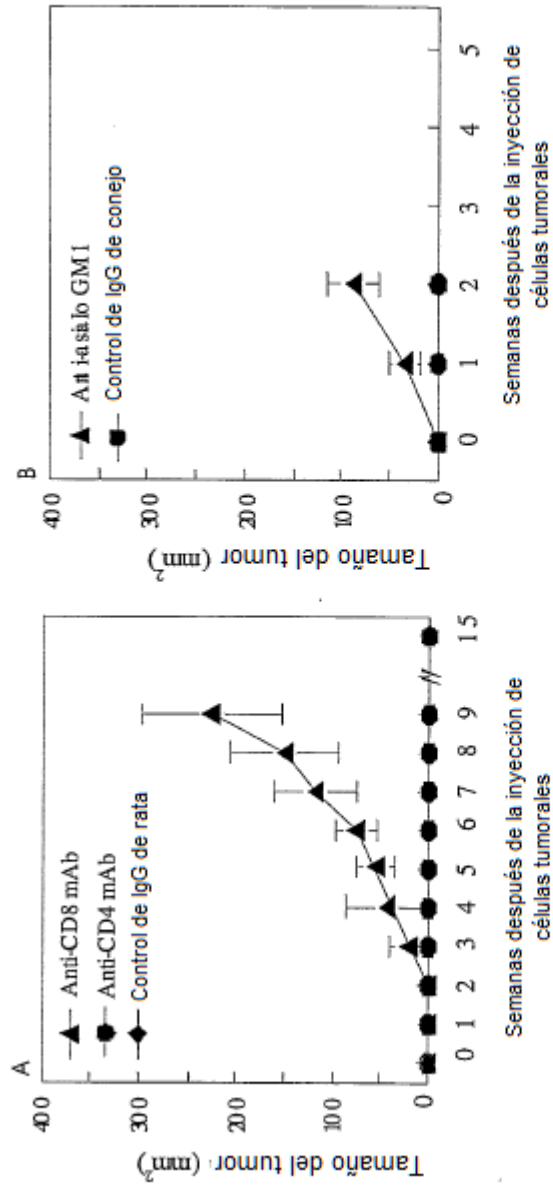 A
400
300
200
100
0
Tamaño del tumor (mm²)
Anti-CD8 mAb
Anti-CD4 mAb
Control de IgG de rata
0 1 2 3 4 5 6 7 8 9 15
Semanas después de la inyección de
células tumorales
B
400
300
200
100
0
Tamaño del tumor (mm²)
Anti-asialo GM1
Control de IgG de conejo
0 1 2 3 4 5
Semanas después de la inyección de
células tumorales